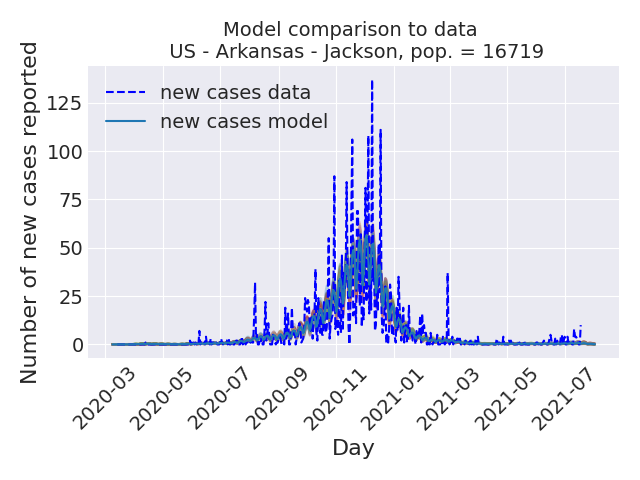 Model comparison to data
US - Arkansas - Jackson, pop. = 16719
Number of new cases reported
125
100
75
50
25
0
new cases data
new cases model
2020-03
2020-05
2020-07
2020-09
2020-11
2021-01
2021-03
2021-05
2021-07
Day